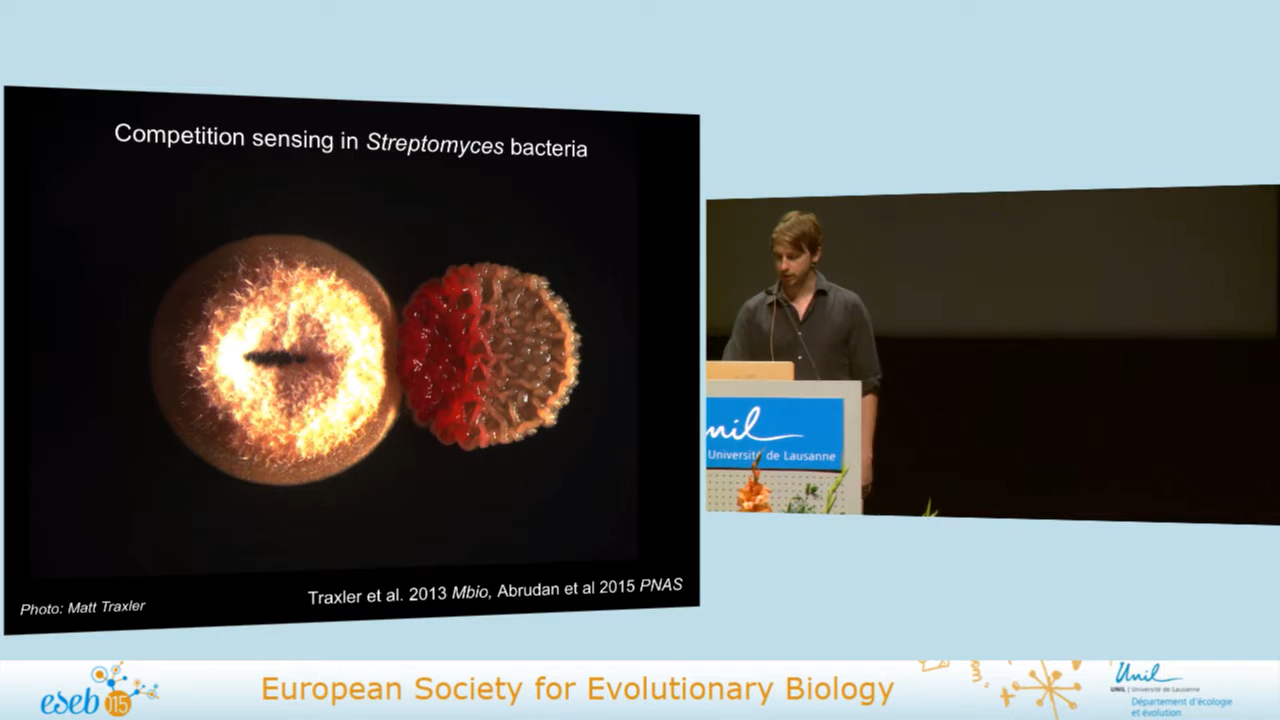 Competition sensing in Streptomyces bacteria
Photo: Matt Traxler
Traxler et al. 2013 Mbio, Abrudan et al 2015 PNAS
nil
Université de Lausanne
eseb 15
European Society for Evolutionary Biology
Unil
UNIL | Université de Lausanne
Département d'écologie
et évolution